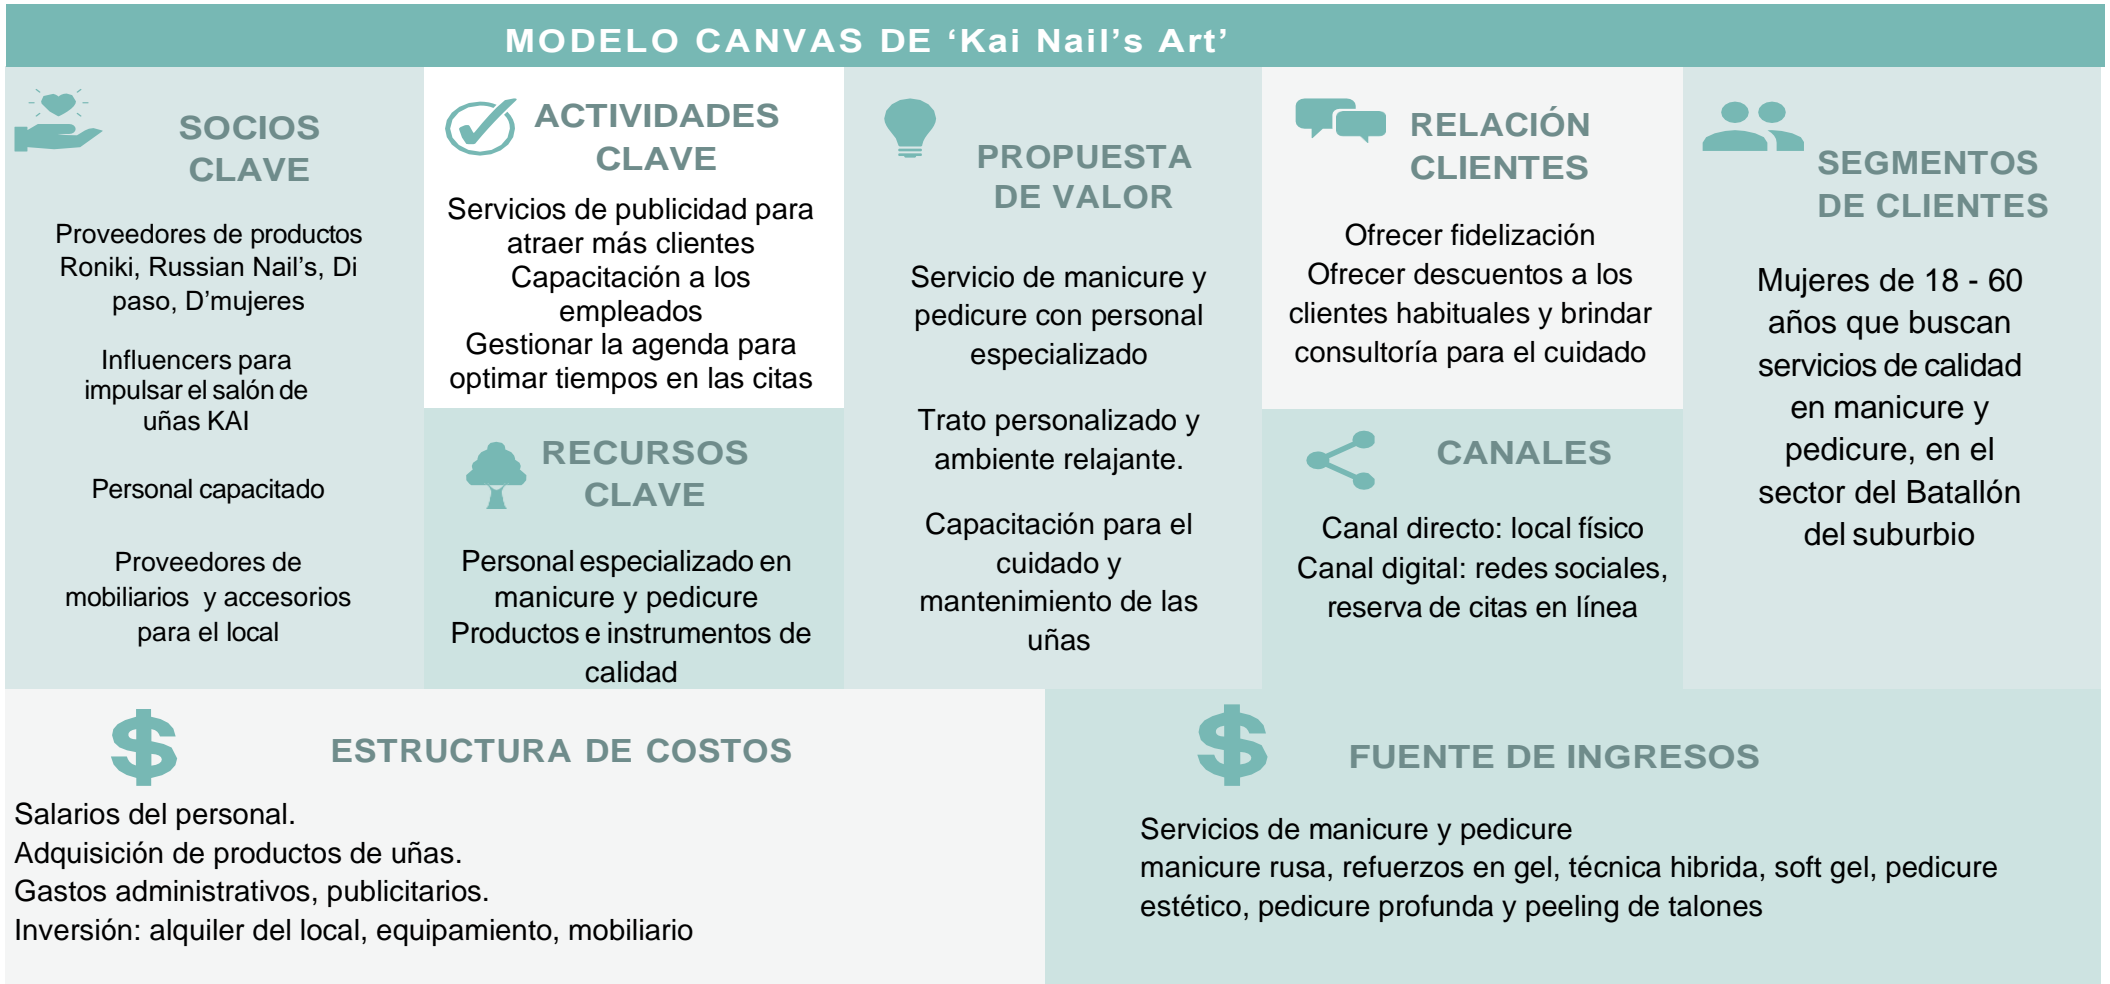 MODELO CANVAS DE ‘Kai Nail’s Art’
SOCIOS
CLAVE
Proveedores de productos
Roniki, Russian Nail’s, Di
paso, D’mujeres
Influencers para
impulsar el salón de
uñas KAI
Personal capacitado
Proveedores de
mobiliarios y accesorios
para el local
ACTIVIDADES
CLAVE
Servicios de publicidad para
atraer más clientes
Capacitación a los
empleados
Gestionar la agenda para
optimar tiempos en las citas
RECURSOS
CLAVE
Personal especializado en
manicure y pedicure
Productos e instrumentos de
calidad
PROPUESTA
DE VALOR
Servicio de manicure y
pedicure con personal
especializado
Trato personalizado y
ambiente relajante.
Capacitación para el
cuidado y
mantenimiento de las
uñas
RELACIÓN
CLIENTES
Ofrecer fidelización
Ofrecer descuentos a los
clientes habituales y brindar
consultoría para el cuidado
CANALES
Canal directo: local físico
Canal digital: redes sociales,
reserva de citas en línea
SEGMENTOS
DE CLIENTES
Mujeres de 18 - 60
años que buscan
servicios de calidad
en manicure y
pedicure, en el
sector del Batallón
del suburbio
ESTRUCTURA DE COSTOS
Salarios del personal.
Adquisición de productos de uñas.
Gastos administrativos, publicitarios.
Inversión: alquiler del local, equipamiento, mobiliario
FUENTE DE INGRESOS
Servicios de manicure y pedicure
manicure rusa, refuerzos en gel, técnica hibrida, soft gel, pedicure
estético, pedicure profunda y peeling de talones